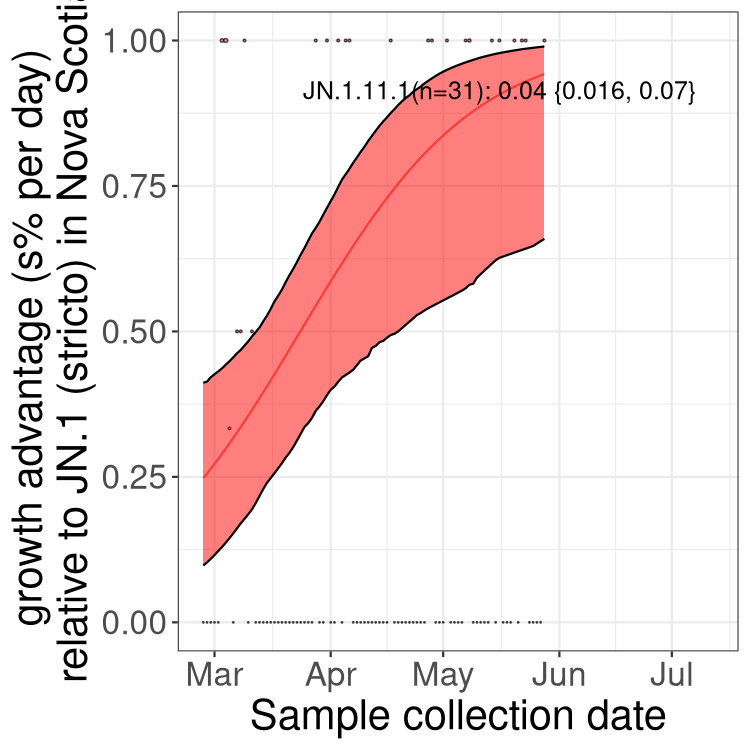 growth advantage (s% per day)
relative to JN.1 (stricto) in Nova Scotia
1.00
0.75
0.50
0.25
0.00
JN.1.11.1(n=31): 0.04 {0.016, 0.07}
Mar Apr May Jun Jul
Sample collection date